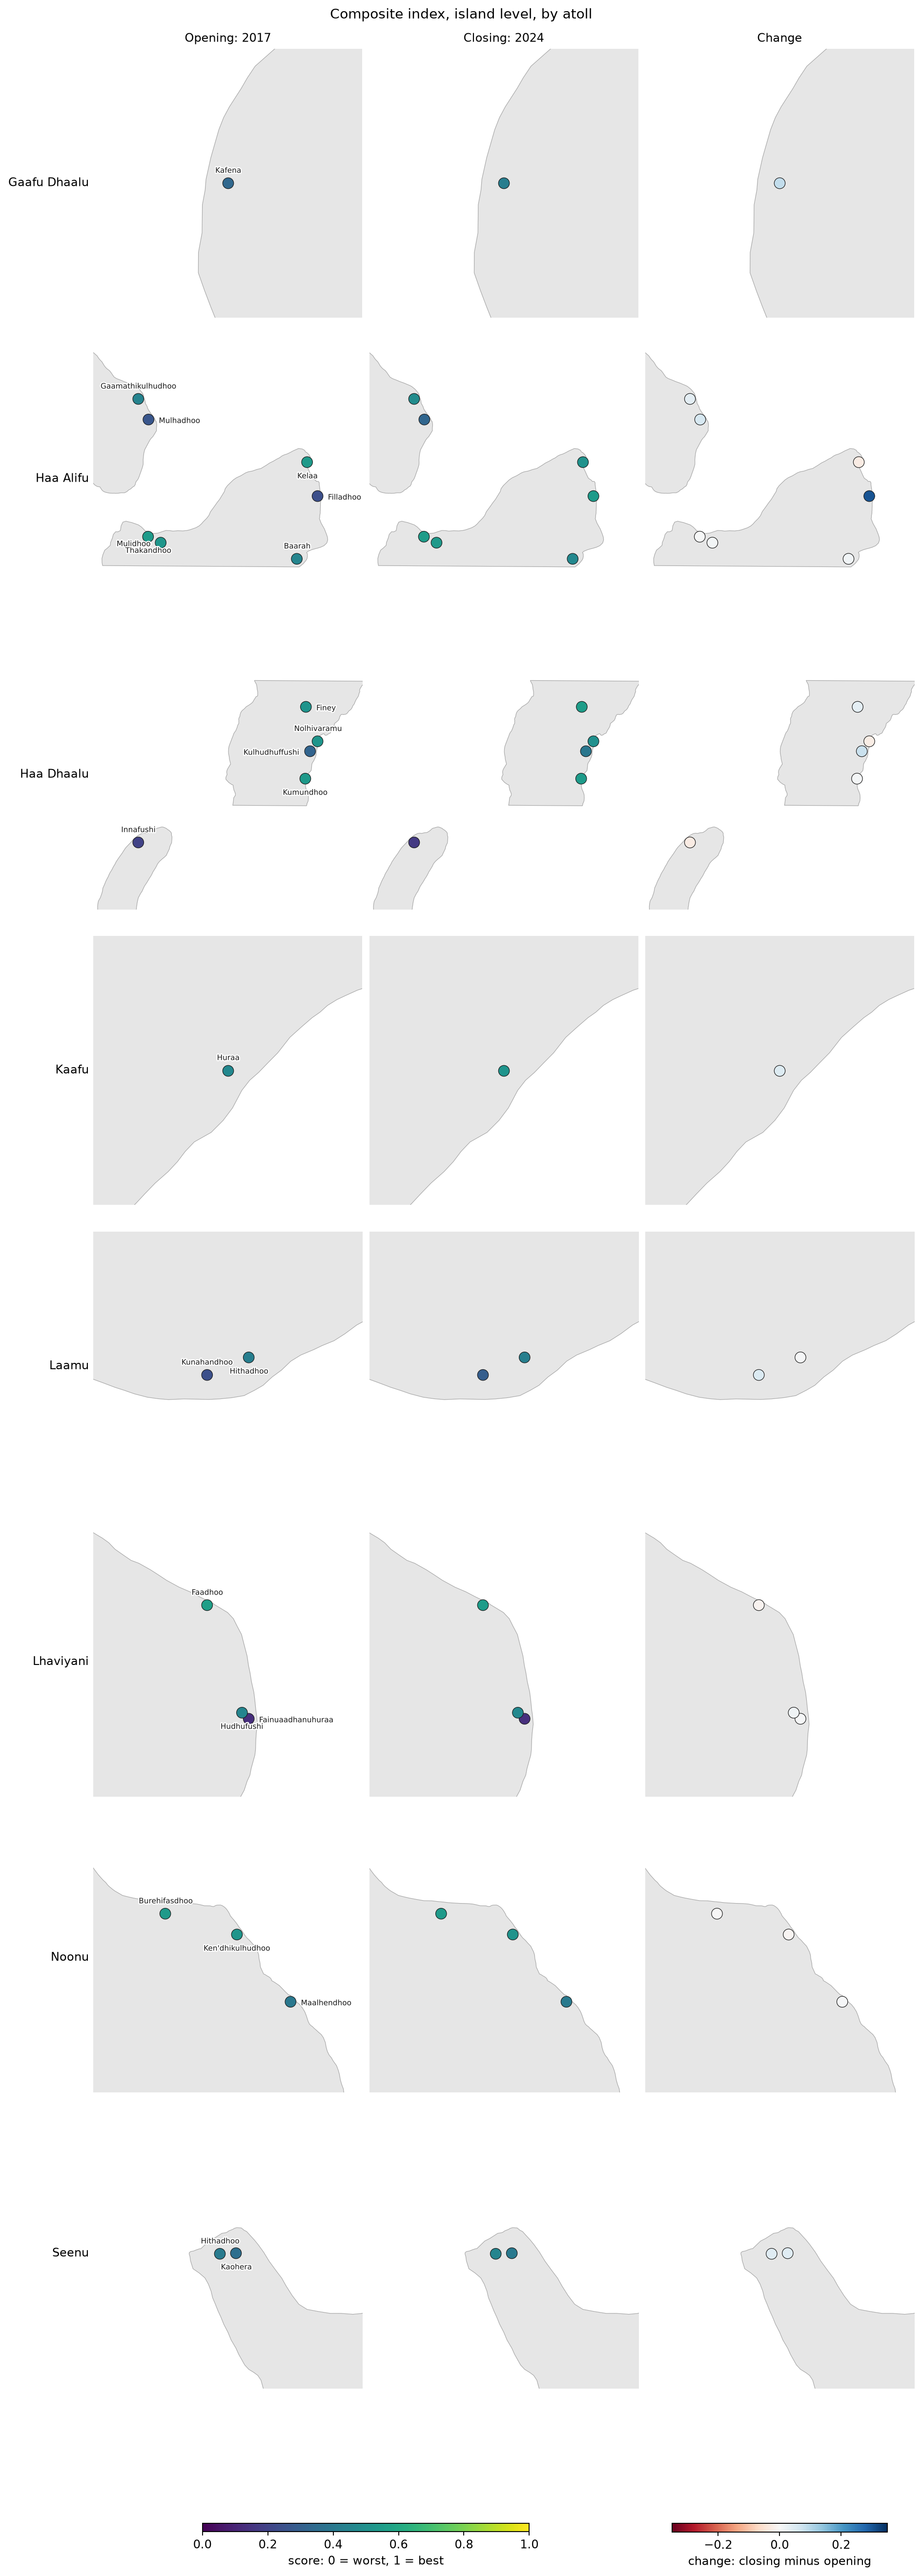 Composite index, island level, by atoll
Opening: 2017
Closing: 2024
Change
Gaafu Dhaalu
Kafena
Haa Alifu
Gaamathikulhudhoo
Mulhadhoo
Kelaa
Filladhoo
Mulidhoo
Thakandhoo
Baarah
Haa Dhaalu
Finey
Nolhivaramu
Kulhudhuffushi
Kumundhoo
Innafushi
Kaafu
Huraa
Laamu
Kunahandhoo
Hithadhoo
Lhaviyani
Faadhoo
Fainuaadhanuhuraa
Hudhufushi
Noonu
Burehifasdhoo
Ken'dhikulhudhoo
Maalhendhoo
Seenu
Hithadhoo
Kaohera
0.0 0.2 0.4 0.6 0.8 1.0
score: 0 = worst, 1 = best
−0.2 0.0 0.2
change: closing minus opening